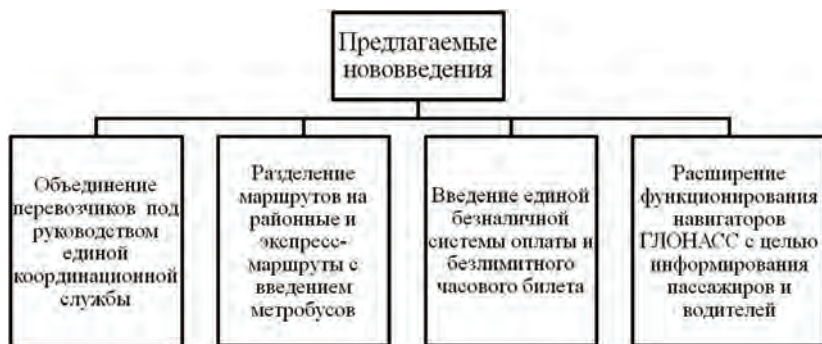 Предлагаемые
нововведения
Объединение
перевозчиков под
руководством
единой
координационной
службы
Разделение
маршрутов на
районные и
экспресс-
маршруты с
введением
метробусов
Введение единой
безналичной
системы оплаты и
безлимитного
часового билета
Расширение
функционирования
навигаторов
ГЛОНАСС с целью
информирования
пассажиров и
водителей